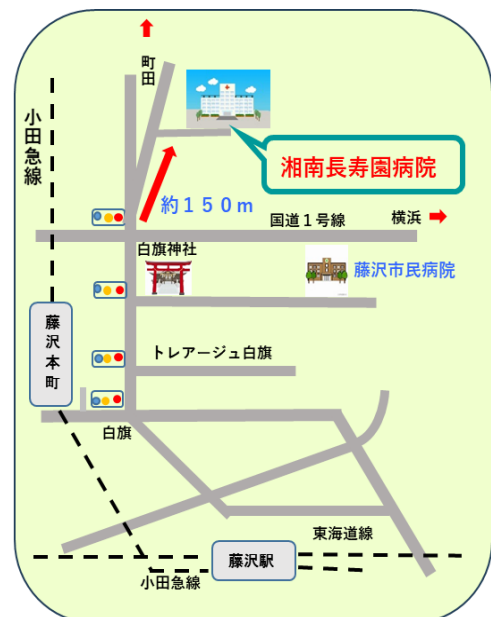 町田
小田急線
湘南長寿園病院
約１５０ｍ
国道１号線
横浜
白旗神社
藤沢市民病院
藤沢本町
トレアージュ白旗
白旗
東海道線
藤沢駅
小田急線